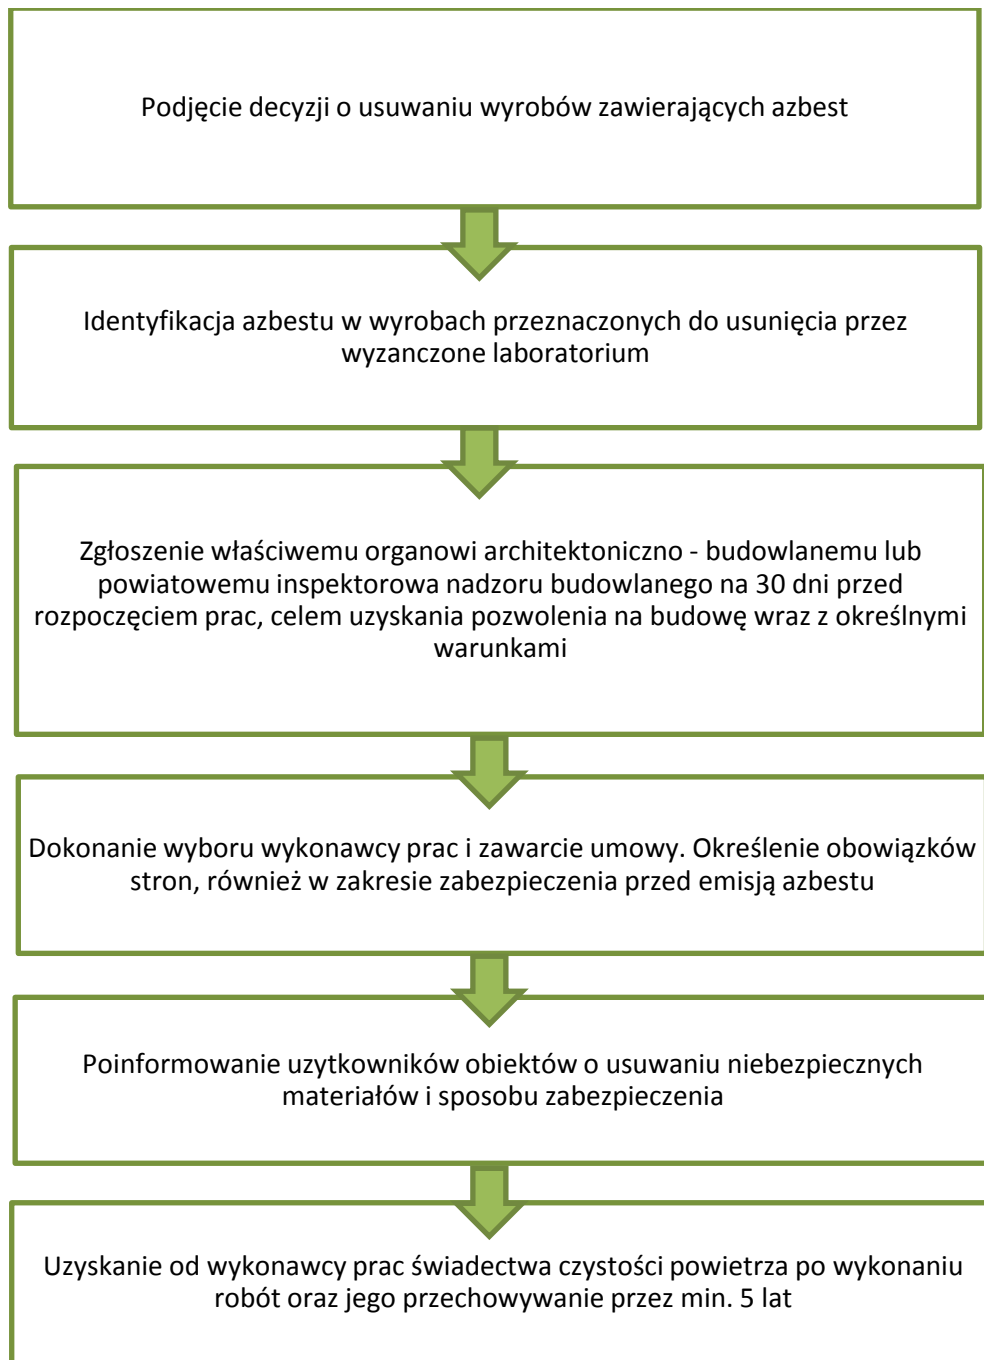 Podjęcie decyzji o usuwaniu wyrobów zawierających azbest
Identyfikacja azbestu w wyrobach przeznaczonych do usunięcia przez
wyzanczone laboratorium
Zgłoszenie właściwemu organowi architektoniczno - budowlanemu lub
powiatowemu inspektorowa nadzoru budowlanego na 30 dni przed
rozpoczęciem prac, celem uzyskania pozwolenia na budowę wraz z określnymi
warunkami
Dokonanie wyboru wykonawcy prac i zawarcie umowy. Określenie obowiązków
stron, również w zakresie zabezpieczenia przed emisją azbestu
Poinformowanie uzytkowników obiektów o usuwaniu niebezpiecznych
materiałów i sposobu zabezpieczenia
Uzyskanie od wykonawcy prac świadectwa czystości powietrza po wykonaniu
robót oraz jego przechowywanie przez min. 5 lat